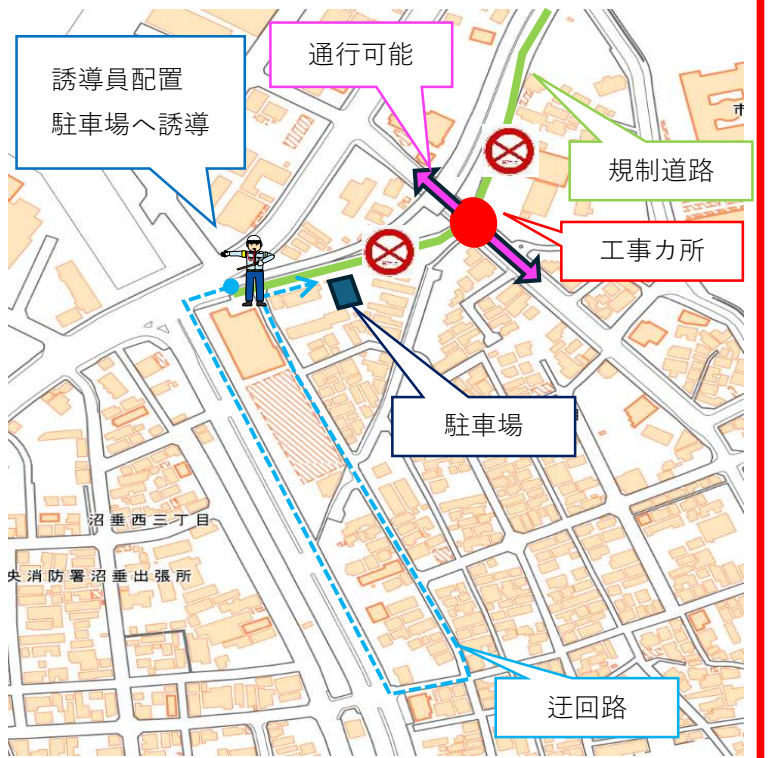 通行可能
誘導員配置
駐車場へ誘導
市
規制道路
工事カ所
駐車場
沼垂西三丁目
央消防署沼垂出張所
迂回路